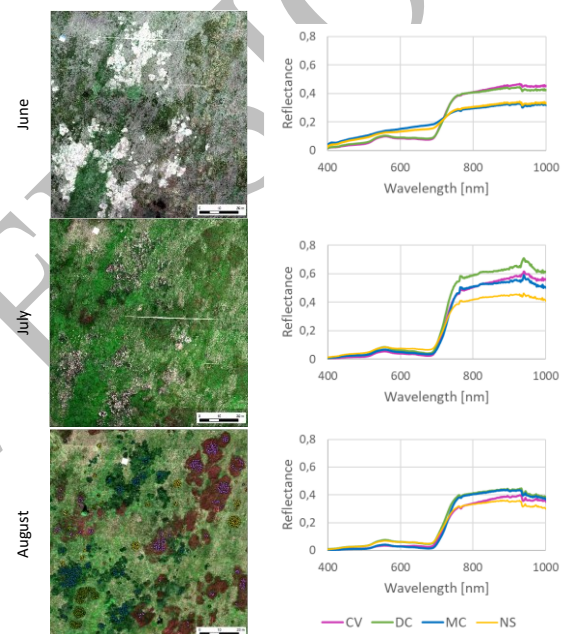 June
0,8
0,6
0,4
0,2
0
Reflectance
400 600 800 1000
Wavelength [nm]
July
0,8
0,6
0,4
0,2
0
Reflectance
400 600 800 1000
Wavelength [nm]
August
0,8
0,6
0,4
0,2
0
Reflectance
400 600 800 1000
Wavelength [nm]
CV DC MC NS